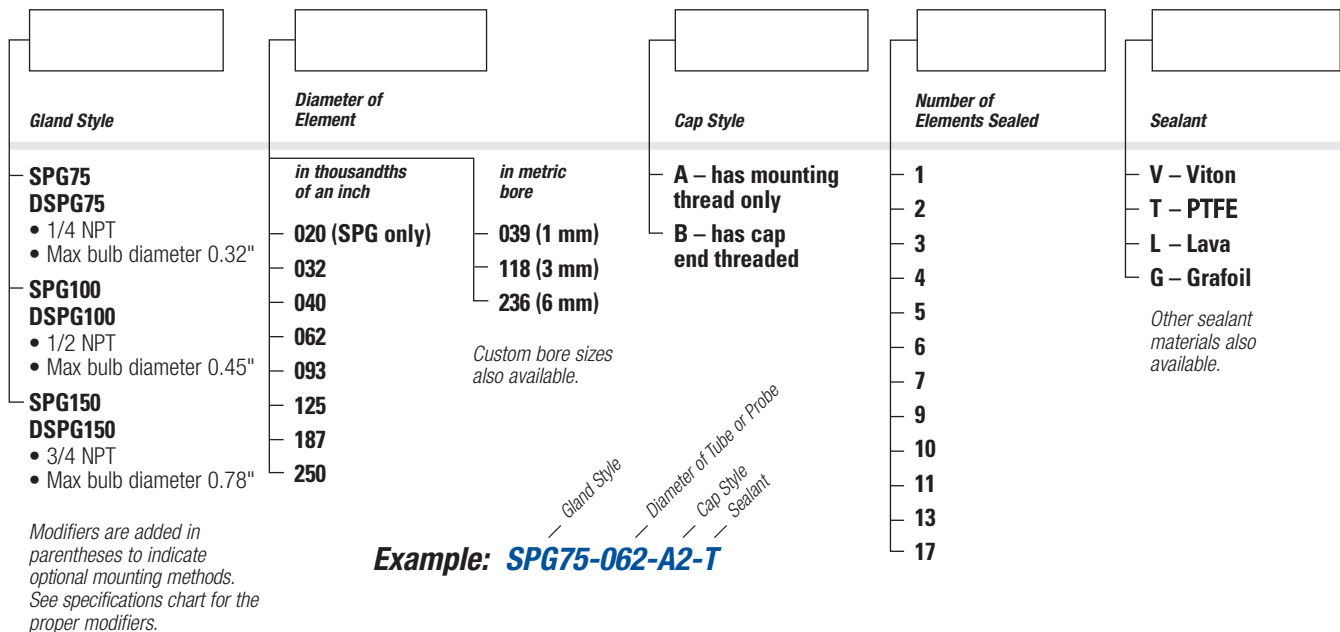 Gland Style
SPG75
DSPG75
• 1/4 NPT
• Max bulb diameter 0.32"
SPG100
DSPG100
• 1/2 NPT
• Max bulb diameter 0.45"
SPG150
DSPG150
• 3/4 NPT
• Max bulb diameter 0.78"
Modifiers are added in
parentheses to indicate
optional mounting methods.
See specifications chart for the
proper modifiers.
Diameter of
Element
in thousandths
of an inch
020 (SPG only)
032
040
062
093
125
187
250
in metric
bore
039 (1 mm)
118 (3 mm)
236 (6 mm)
Custom bore sizes
also available.
Cap Style
A – has mounting
thread only
B – has cap
end threaded
Number of
Elements Sealed
1
2
3
4
5
6
7
9
10
11
13
17
Sealant
V – Viton
T – PTFE
L – Lava
G – Grafoil
Other sealant
materials also
available.
Gland Style
Diameter of Tube or Probe
Cap Style
Sealant
Example: SPG75-062-A2-T